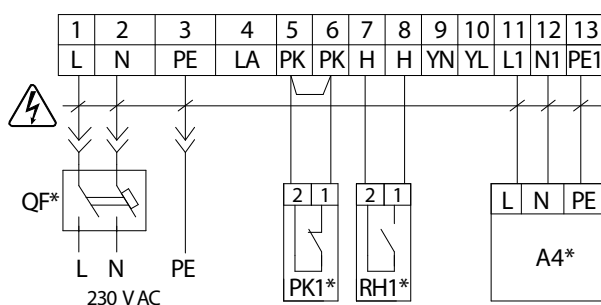 1 2 3 4 5 6 7 8 9 10 11 12 13
L N PE LA PK PK H H YN YL L1 N1 PE1
QF*
2 1
2 1
L N PE
PK1*
RH1*
A4*
L N PE
230 V AC